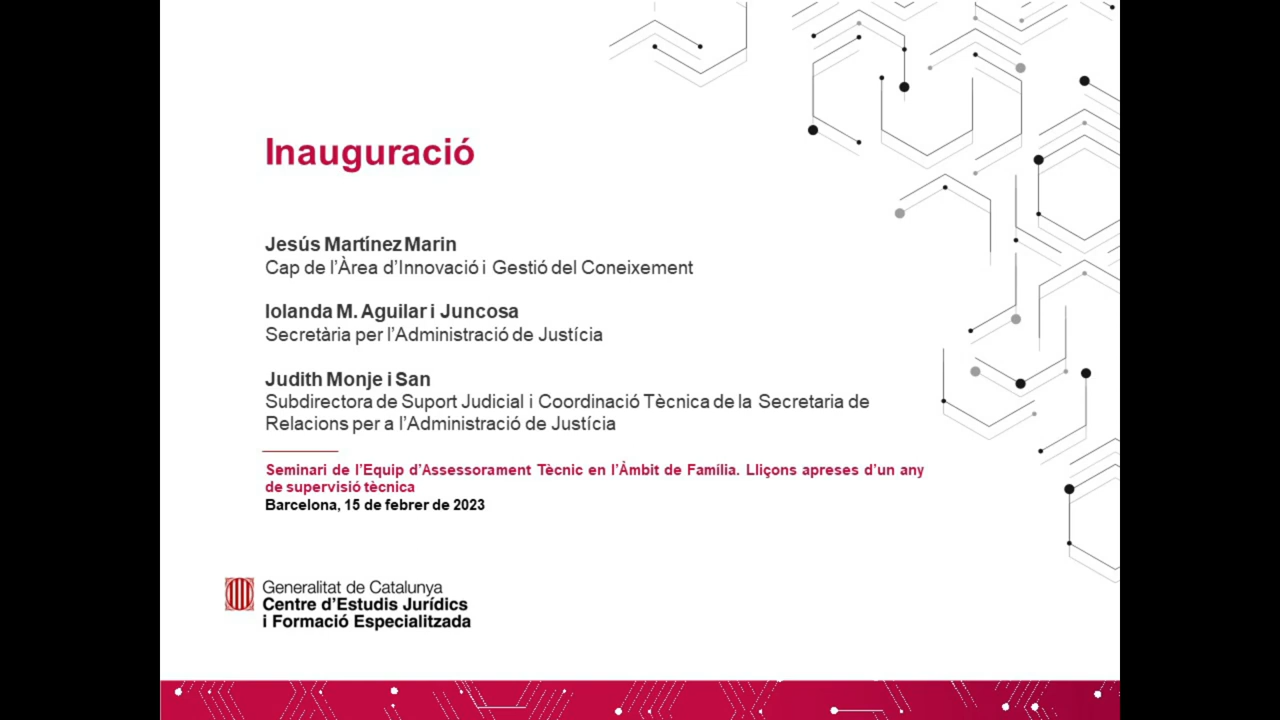 Inauguració
Jesús Martínez Marin
Cap de l'Àrea d'Innovació i Gestió del Coneixement
Iolanda M. Aguilar i Juncosa
Secretària per l'Administració de Justícia
Judith Monje i San
Subdirectora de Suport Judicial i Coordinació Tècnica de la Secretaria de
Relacions per a l'Administració de Justícia
Seminari de l'Equip d'Assessorament Tècnic en l'Àmbit de Família. Lliçons apreses d'un any
de supervisió tècnica
Barcelona, 15 de febrer de 2023
Generalitat de Catalunya
Centre d'Estudis Jurídics
i Formació Especialitzada